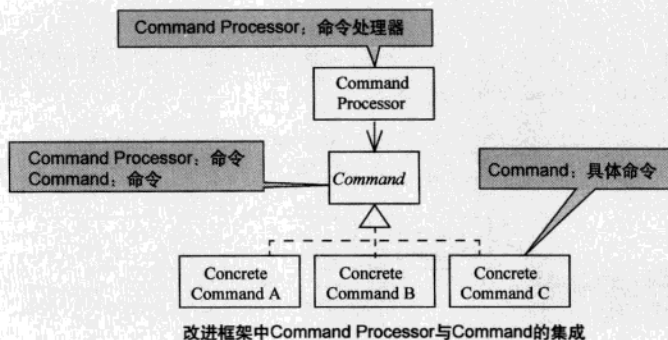 Command Processor：命令处理器
Command
Processor
Command Processor：命令
Command：命令
Command
Command：具体命令
Concrete
Command A
Concrete
Command B
Concrete
Command C
改进框架中Command Processor与Command的集成